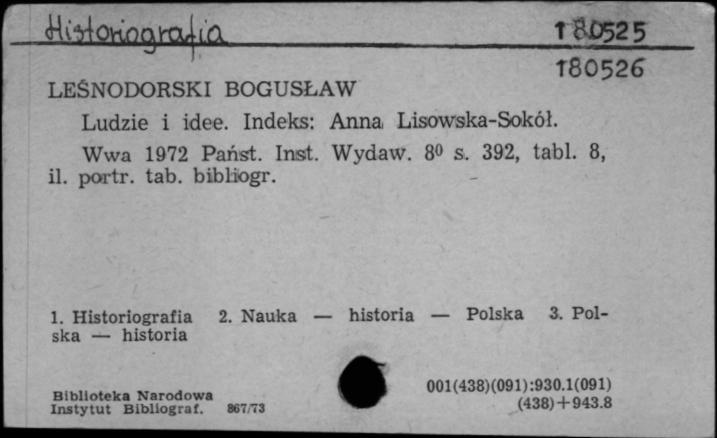 Historiografia 180525
180526
LEŚNODORSKI BOGUSŁAW
Ludzie i idee. Indeks: Anna Lisowska-Sokół.
Wwa 1972 Państ. Inst. Wydaw. 8⁰ s. 392, tabl. 8,
il. portr. tab. bibliogr.
1. Historiografia 2. Nauka — historia — Polska 3. Pol-
ska — historia
Biblioteka Narodowa 001(438)(091):930.1(091)
Instytut Bibliograf. 867/73 (438)+943.8